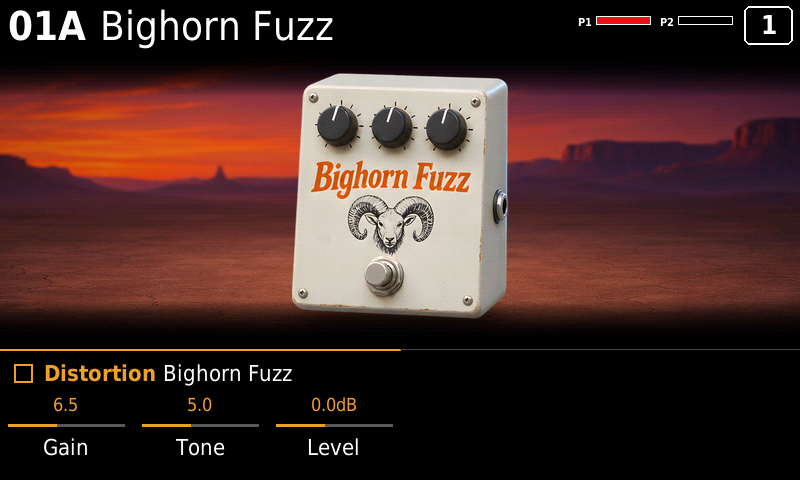 01A Bighorn Fuzz
P1
P2
1
Bighorn Fuzz
Distortion Bighorn Fuzz
6.5
5.0
0.0dB
Gain
Tone
Level